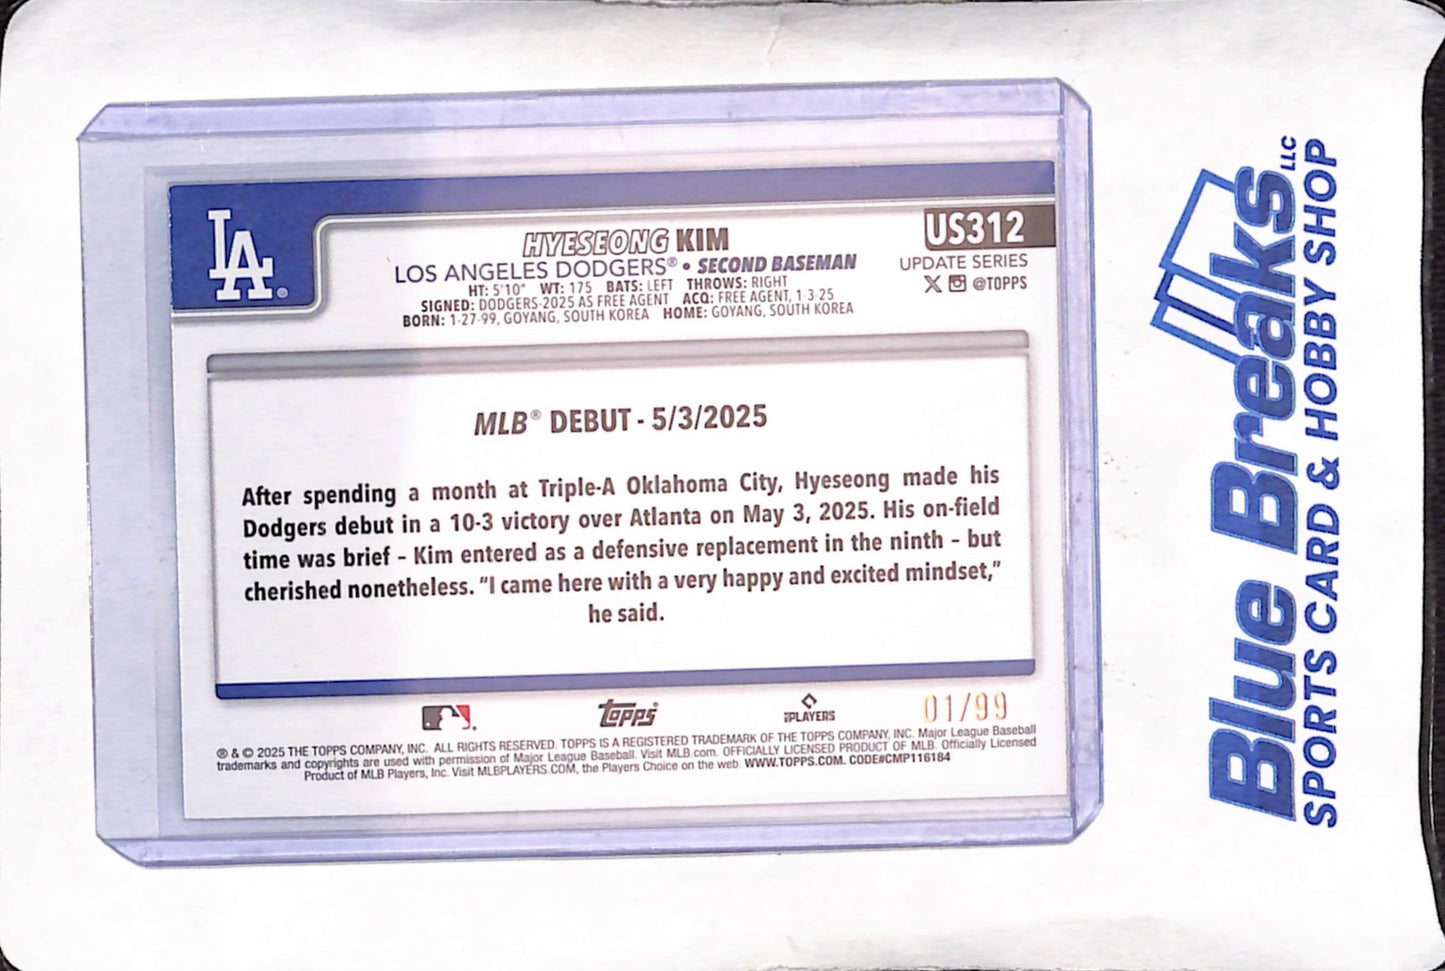 LA®
HYESEONG KIM
LOS ANGELES DODGERS® • SECOND BASEMAN
HT: 5'10" WT: 175 BATS: LEFT THROWS: RIGHT
SIGNED: DODGERS-2025 AS FREE AGENT ACQ: FREE AGENT, 1-3-25
BORN: 1-27-99, GOYANG, SOUTH KOREA HOME: GOYANG, SOUTH KOREA
US312
UPDATE SERIES
X @TOPPS
MLB® DEBUT - 5/3/2025
After spending a month at Triple-A Oklahoma City, Hyeseong made his
Dodgers debut in a 10-3 victory over Atlanta on May 3, 2025. His on-field
time was brief – Kim entered as a defensive replacement in the ninth – but
cherished nonetheless. “I came here with a very happy and excited mindset,”
he said.
Topps
PLAYERS
01/99
® & © 2025 THE TOPPS COMPANY, INC. ALL RIGHTS RESERVED. TOPPS IS A REGISTERED TRADEMARK OF THE TOPPS COMPANY, INC. Major League Baseball
trademarks and copyrights are used with permission of Major League Baseball. Visit MLB.com. OFFICIALLY LICENSED PRODUCT OF MLB. Officially Licensed
Product of MLB Players, Inc. Visit MLBPLAYERS.COM, the Players Choice on the web. WWW.TOPPS.COM. CODE#CMP116184
Blue Breaks LLC
SPORTS CARD & HOBBY SHOP